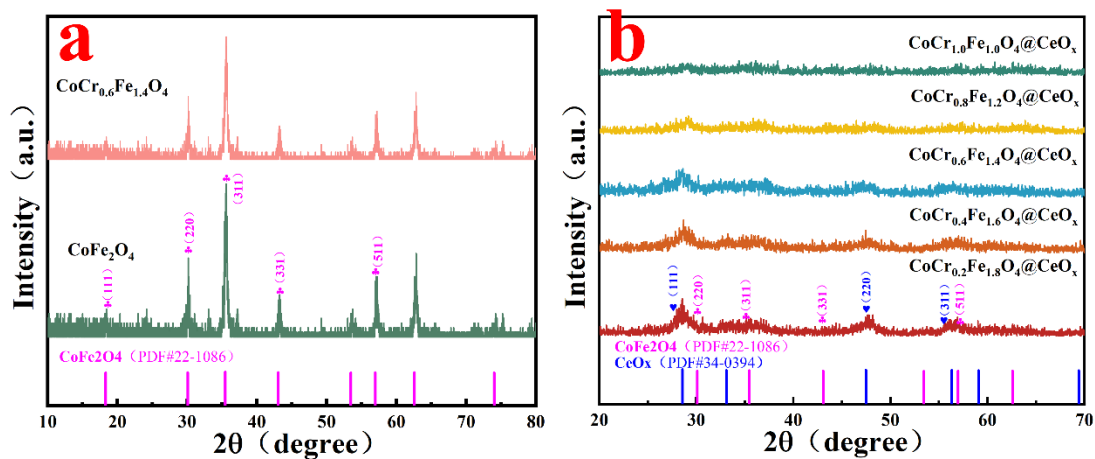 a
CoCr0.6Fe1.4O4
♣(311)
♣(220)
CoFe2O4
♣(111)
♣(331)
♣(511)
CoFe2O4 (PDF#22-1086)
Intensity (a.u.)
10 20 30 40 50 60 70 80
2θ (degree)
b
CoCr1.0Fe1.0O4@CeOx
CoCr0.8Fe1.2O4@CeOx
CoCr0.6Fe1.4O4@CeOx
CoCr0.4Fe1.6O4@CeOx
CoCr0.2Fe1.8O4@CeOx
♥(111) ♣(220) ♣(311) ♣(331) ♥(220) ♥(311) ♣(511)
CoFe2O4 (PDF#22-1086)
CeOx (PDF#34-0394)
Intensity (a.u.)
20 30 40 50 60 70
2θ (degree)